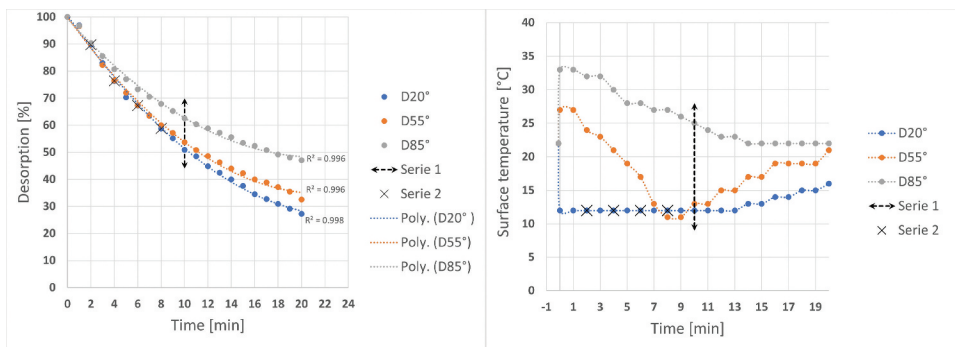 Desorption [%]
100
90
80
70
60
50
40
30
20
10
0
0 2 4 6 8 10 12 14 16 18 20 22 24
Time [min]
R² = 0.996
R² = 0.996
R² = 0.998
D20°
D55°
D85°
Serie 1
Serie 2
Poly. (D20° )
Poly. (D55°)
Poly. (D85°)
Surface temperature [°C]
40
35
30
25
20
15
10
5
0
-1 1 3 5 7 9 11 13 15 17 19
Time [min]
D20°
D55°
D85°
Serie 1
Serie 2